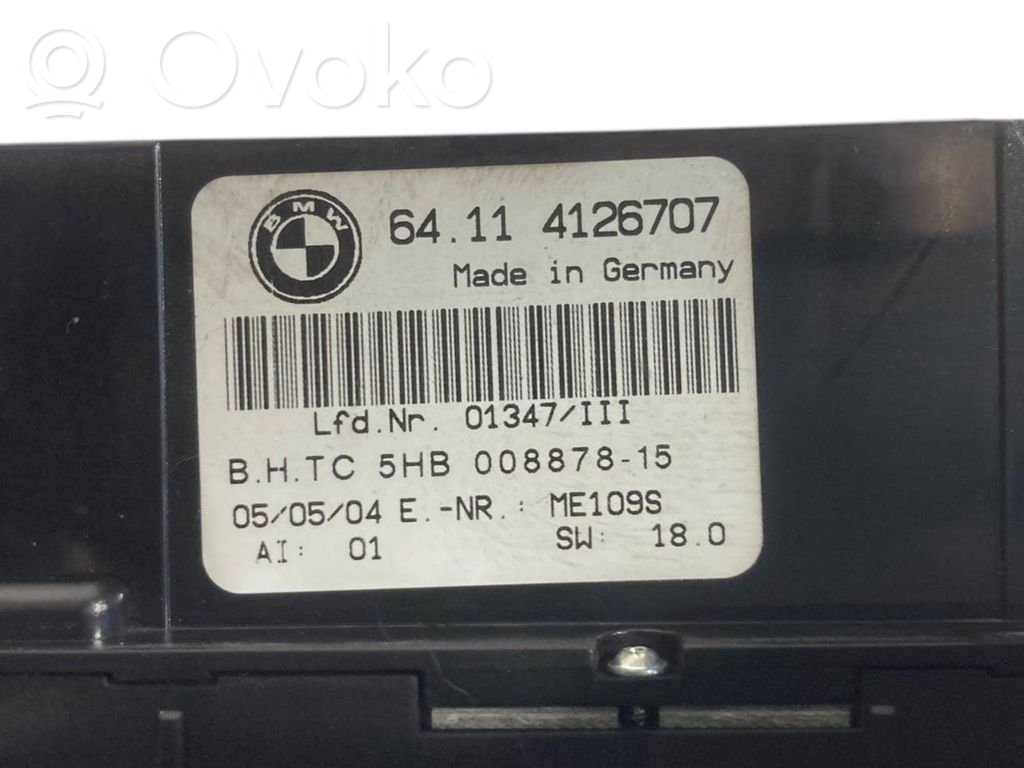 Ovoko
BMW
64.11 4126707
Made in Germany
Lfd.Nr. 01347/III
B.H.TC 5HB 008878-15
05/05/04 E.-NR.: ME109S
AI: 01 SW: 18.0